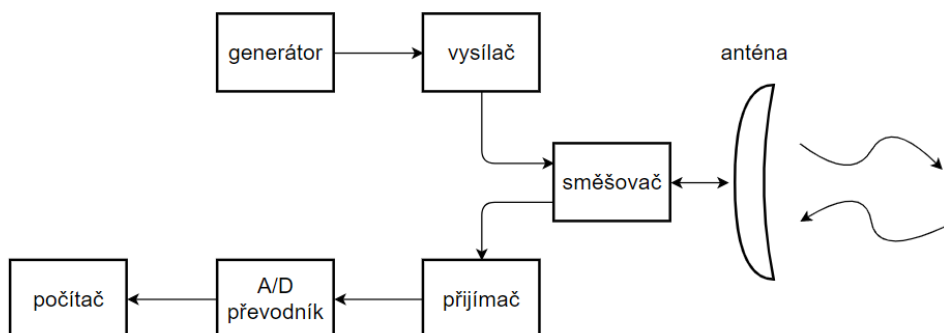 generátor
vysílač
anténa
směšovač
počítač
A/D
převodník
přijímač